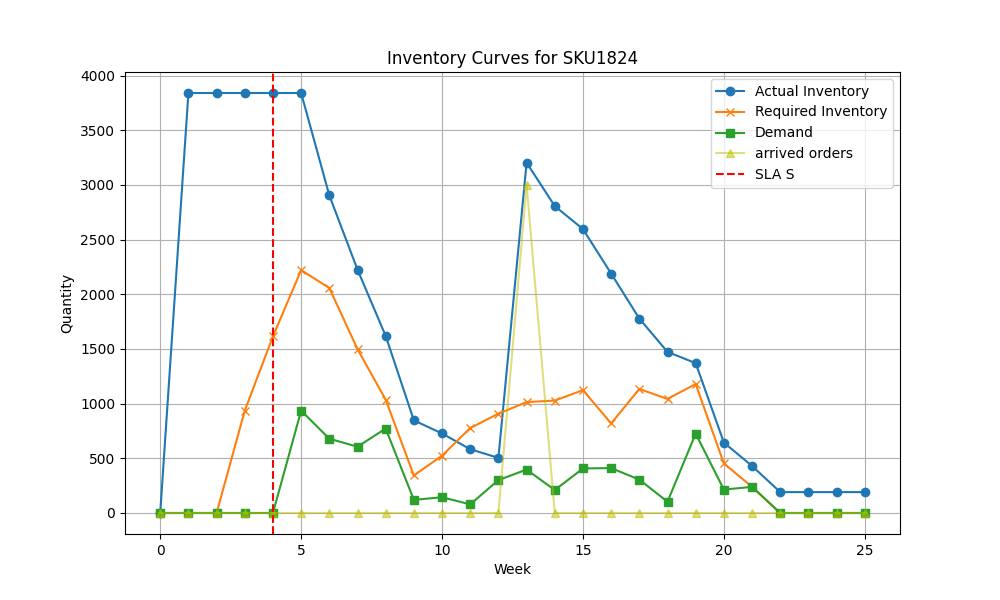 Inventory Curves for SKU1824
4000
3500
3000
2500
2000
1500
1000
500
0
Quantity
Actual Inventory
Required Inventory
Demand
arrived orders
SLA S
0 5 10 15 20 25
Week